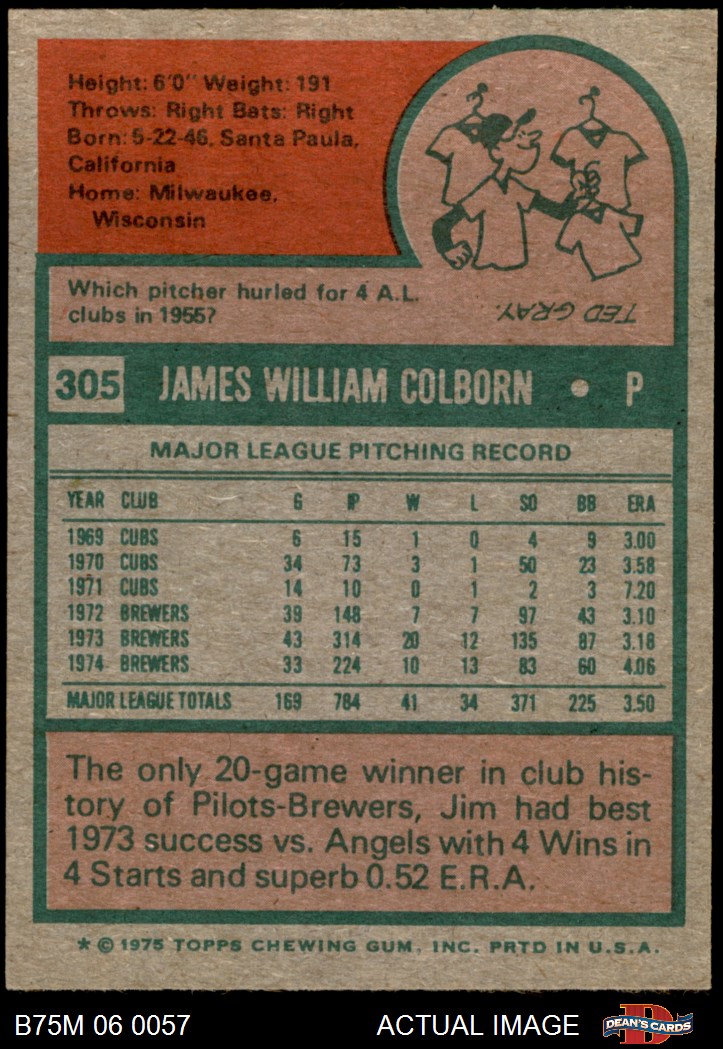 Height: 6'0" Weight: 191
Throws: Right Bats: Right
Born: 5-22-46, Santa Paula,
California
Home: Milwaukee,
Wisconsin
Which pitcher hurled for 4 A.L.
clubs in 1955?
TED GRAY.
305 JAMES WILLIAM COLBORN • P
MAJOR LEAGUE PITCHING RECORD
YEAR CLUB G IP W L SO BB ERA
1969 CUBS 6 15 1 0 4 9 3.00
1970 CUBS 34 73 3 1 50 23 3.58
1971 CUBS 14 10 0 1 2 3 7.20
1972 BREWERS 39 148 7 7 97 43 3.10
1973 BREWERS 43 314 20 12 135 87 3.18
1974 BREWERS 33 224 10 13 83 60 4.06
MAJOR LEAGUE TOTALS 169 784 41 34 371 225 3.50
The only 20-game winner in club his-
tory of Pilots-Brewers, Jim had best
1973 success vs. Angels with 4 Wins in
4 Starts and superb 0.52 E.R.A.
* © 1975 TOPPS CHEWING GUM, INC. PRTD IN U.S.A.
B75M 06 0057 ACTUAL IMAGE D DEAN'S CARDS